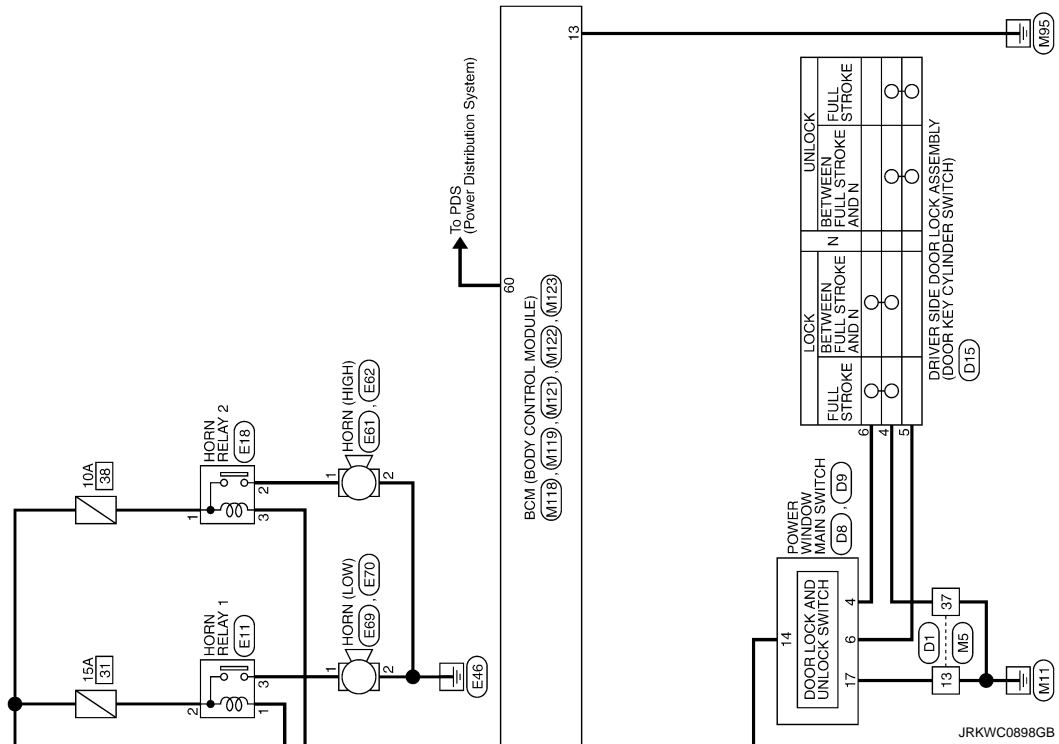 15A
31
10A
38
HORN
RELAY 1
E11
2
1
3
HORN
RELAY 2
E18
1
3
2
HORN (LOW)
E69 , E70
1
2
HORN (HIGH)
E61 , E62
1
2
E46
To PDS
(Power Distribution System)
60
13
BCM (BODY CONTROL MODULE)
M118 , M119 , M121 , M122 , M123
M95
POWER
WINDOW
MAIN SWITCH
D8 , D9
DOOR LOCK AND
UNLOCK SWITCH
14
17
6
4
D1
M5
13
37
M11
6
4
5
LOCK
N
UNLOCK
FULL
STROKE
BETWEEN
FULL STROKE
AND N
BETWEEN
FULL STROKE
AND N
FULL
STROKE
DRIVER SIDE DOOR LOCK ASSEMBLY
(DOOR KEY CYLINDER SWITCH)
D15
JRKWC0898GB